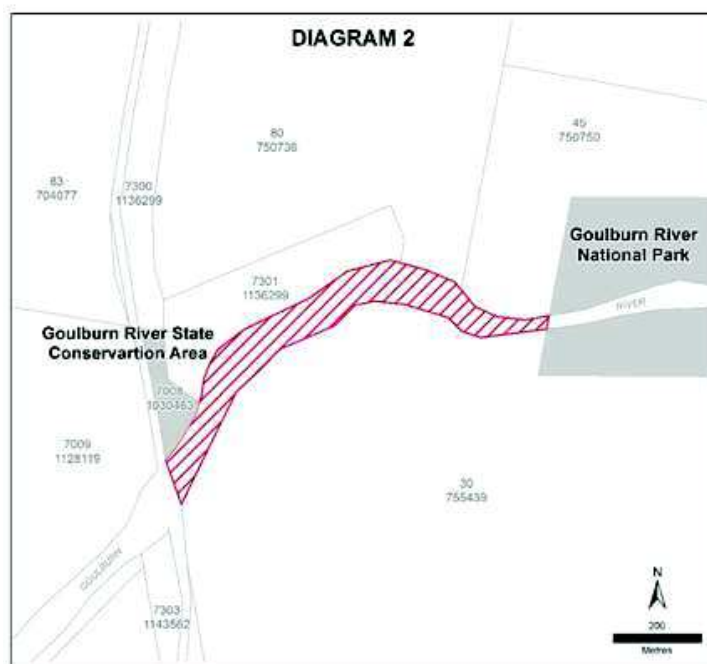 DIAGRAM 2
80
750736
45
750750
83
704077
7300
1136299
Goulburn River
National Park
7301
1136299
RIVER
Goulburn River State
Conservartion Area
7008
1030463
7009
1128119
30
755439
GOULBURN
7303
1143562
N
200
Metres